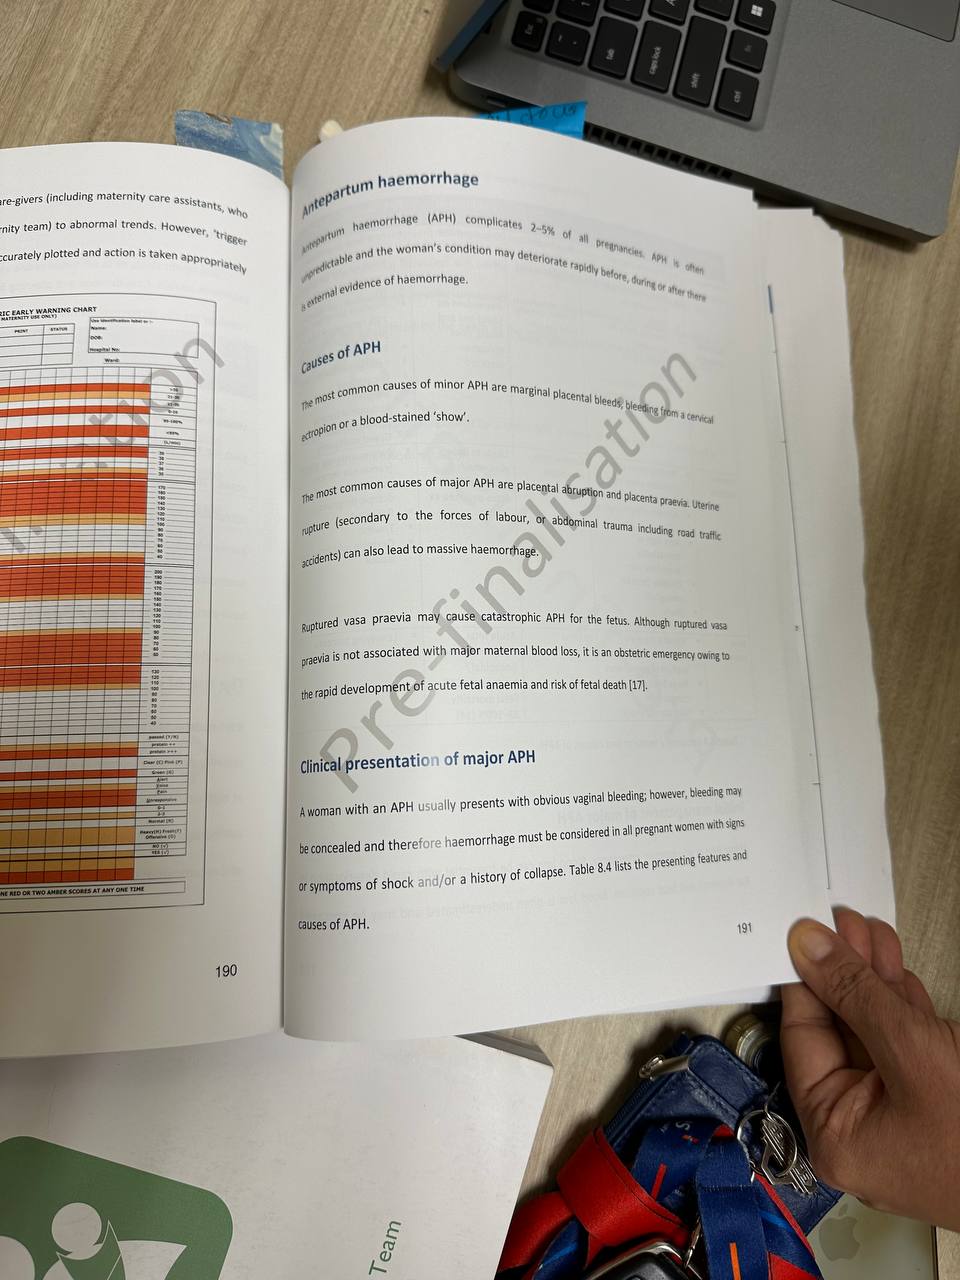 are-givers (including maternity care assistants, who
rnity team) to abnormal trends. However, 'trigger
ccurately plotted and action is taken appropriately
RIC EARLY WARNING CHART
MATERNITY USE ONLY)
PRINT STATUS
Use identification label or :-
Name:
DOB:
Hospital No:
Ward:
passed (Y/N)
protein ++
protein >++
Clear (C) Pink (P)
Green (G)
Alert
Voice
Pain
Unresponsive
0-1
2-3
Normal (N)
Heavy(H) Fresh(F)
Offensive (O)
NO (√)
YES (√)
NE RED OR TWO AMBER SCORES AT ANY ONE TIME
190
Antepartum haemorrhage
Antepartum haemorrhage (APH) complicates 2–5% of all pregnancies. APH is often
unpredictable and the woman's condition may deteriorate rapidly before, during or after there
is external evidence of haemorrhage.
Causes of APH
The most common causes of minor APH are marginal placental bleeds, bleeding from a cervical
ectropion or a blood-stained 'show'.
The most common causes of major APH are placental abruption and placenta praevia. Uterine
rupture (secondary to the forces of labour, or abdominal trauma including road traffic
accidents) can also lead to massive haemorrhage.
Ruptured vasa praevia may cause catastrophic APH for the fetus. Although ruptured vasa
praevia is not associated with major maternal blood loss, it is an obstetric emergency owing to
the rapid development of acute fetal anaemia and risk of fetal death [17].
Clinical presentation of major APH
A woman with an APH usually presents with obvious vaginal bleeding; however, bleeding may
be concealed and therefore haemorrhage must be considered in all pregnant women with signs
or symptoms of shock and/or a history of collapse. Table 8.4 lists the presenting features and
causes of APH.
191
Pre-finalisation
Team
tab
caps lock
shift
ctrl
fn